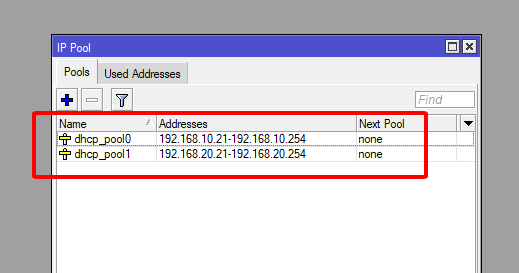 IP Pool
Pools Used Addresses
Find
Name Addresses Next Pool
dhcp_pool0 192.168.10.21-192.168.10.254 none
dhcp_pool1 192.168.20.21-192.168.20.254 none